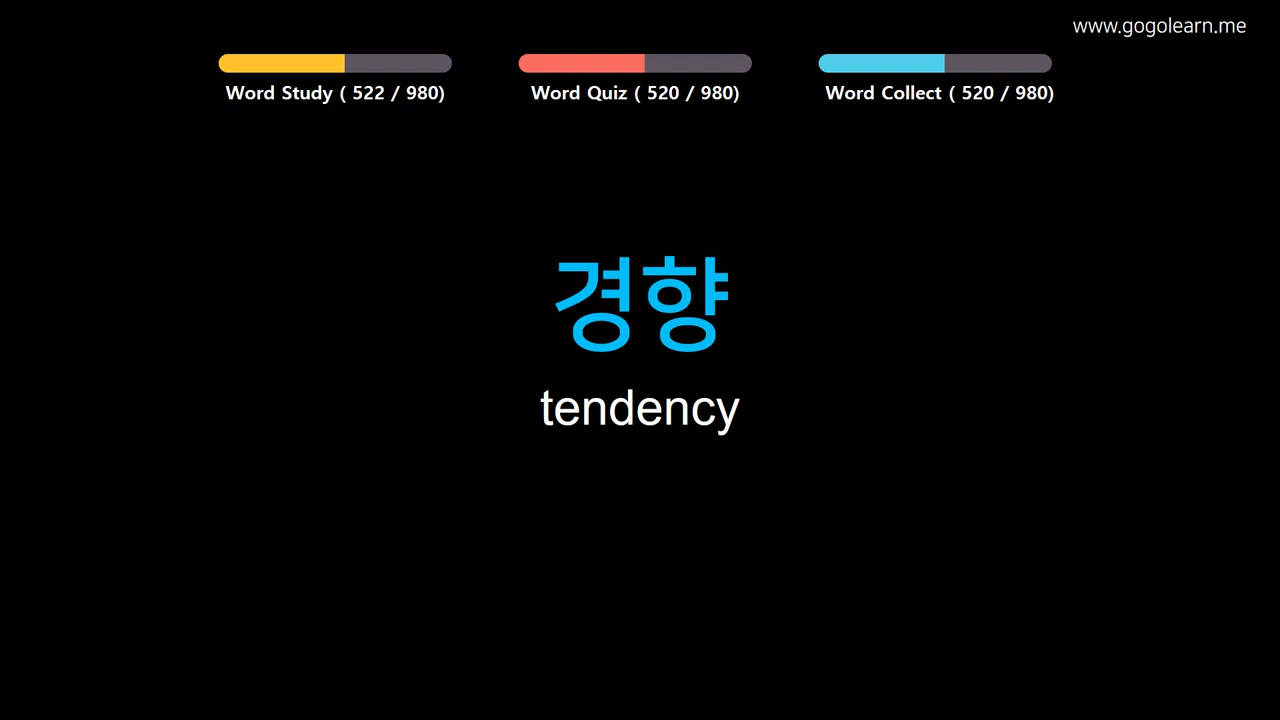 www.gogolearn.me
Word Study ( 522 / 980)
Word Quiz ( 520 / 980)
Word Collect ( 520 / 980)
경향
tendency